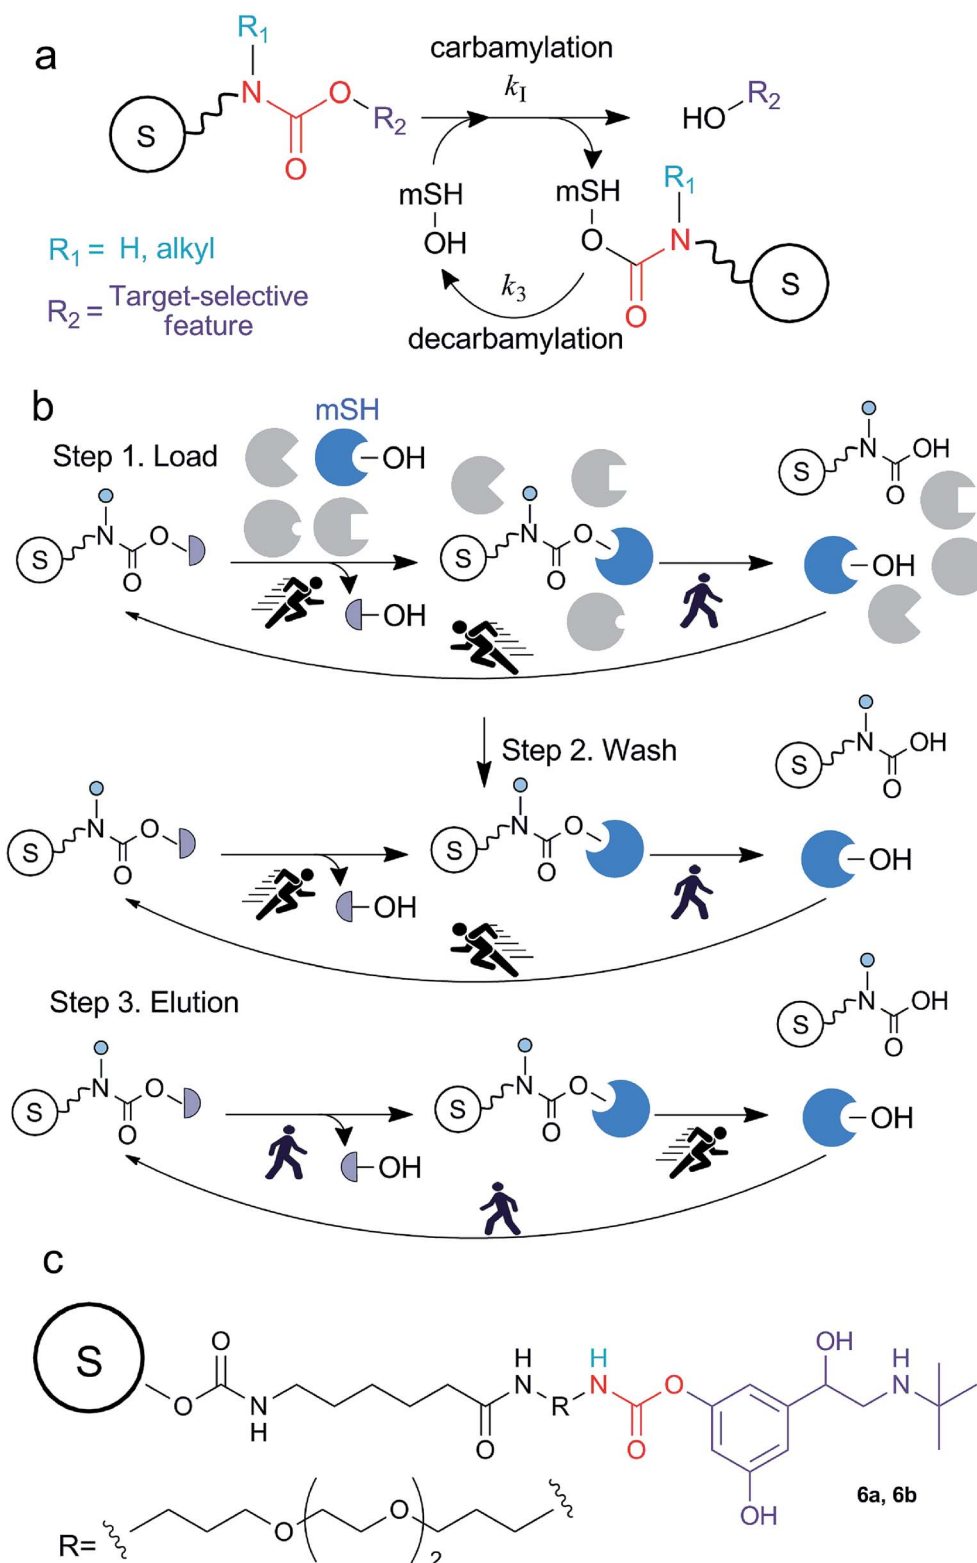 a
R1
N
O
R2
S
O
carbamylation
kI
HO
R2
mSH
OH
mSH
O
R1
N
O
S
k3
decarbamylation
R1 = H, alkyl
R2 = Target-selective
feature
b
mSH
Step 1. Load
OH
S
N
O
O
OH
S
N
O
O
S
N
OH
O
OH
Step 2. Wash
S
N
O
O
OH
S
N
O
O
S
N
OH
O
OH
Step 3. Elution
S
N
O
O
OH
S
N
O
O
S
N
OH
O
OH
c
S
O
O
N
H
O
H
N
R
H
N
O
O
OH
OH
H
N
6a, 6b
R=
O
O
2